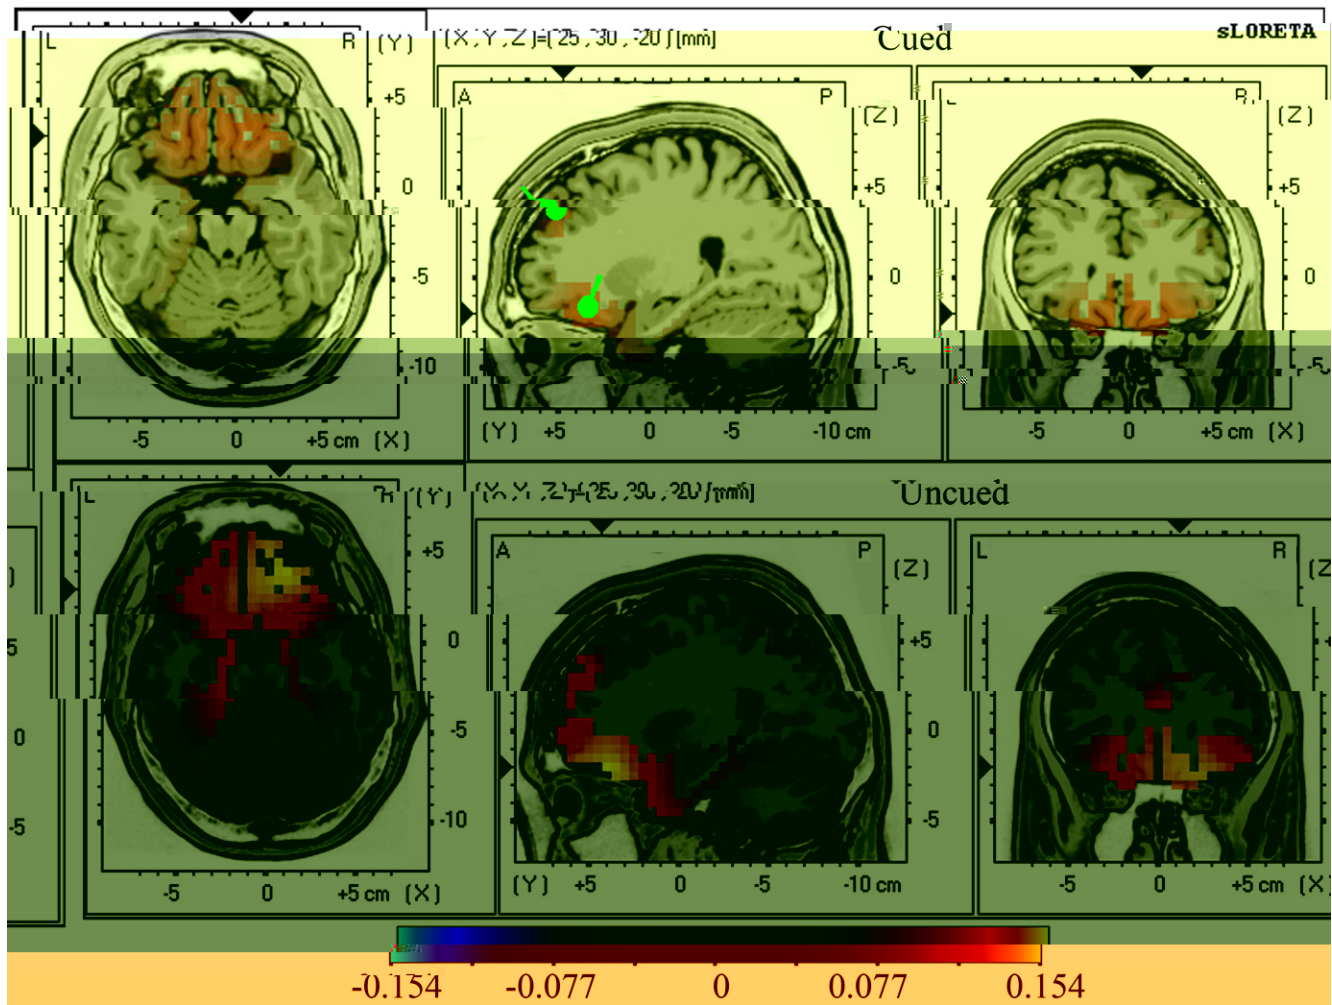 L R (Y) (X,Y,Z)=(25,30,-20) [mm] Cued sLORETA
A P (Z) L R (Z)
+5 0 -5 -10
+5 0 -5
-5 0 +5 cm (X) (Y) +5 0 -5 -10 cm -5 0 +5 cm (X)
L (Y) Uncued
A P (Z) L R (Z
+5 0 -5 -10
+5 0 -5
+5 0 -5
5 0 -5
-5 0 +5 cm (X) (Y) +5 0 -5 -10 cm -5 0 +5 cm (X)
-0.154 -0.077 0 0.077 0.154